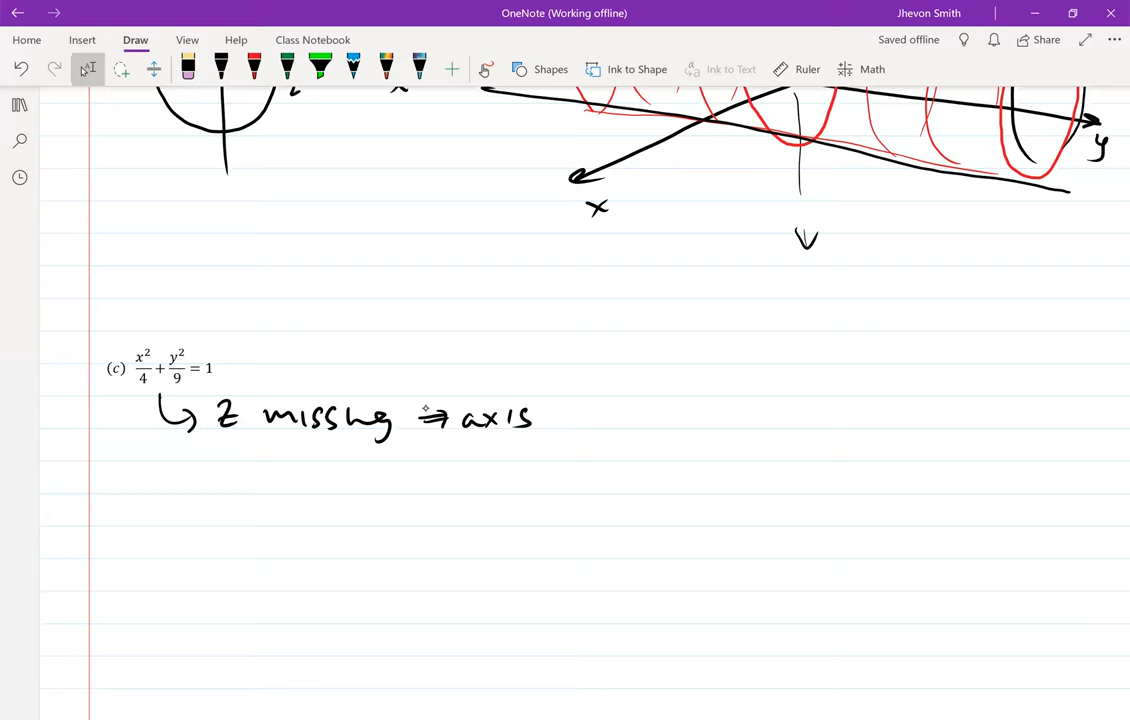 OneNote (Working offline)
Jhevon Smith
Home Insert Draw View Help Class Notebook
Saved offline
Share
Shapes
Ink to Shape
Ink to Text
Ruler
Math
z
x
y
x
(c) x²/4 + y²/9 = 1
z missing ⇒ axis